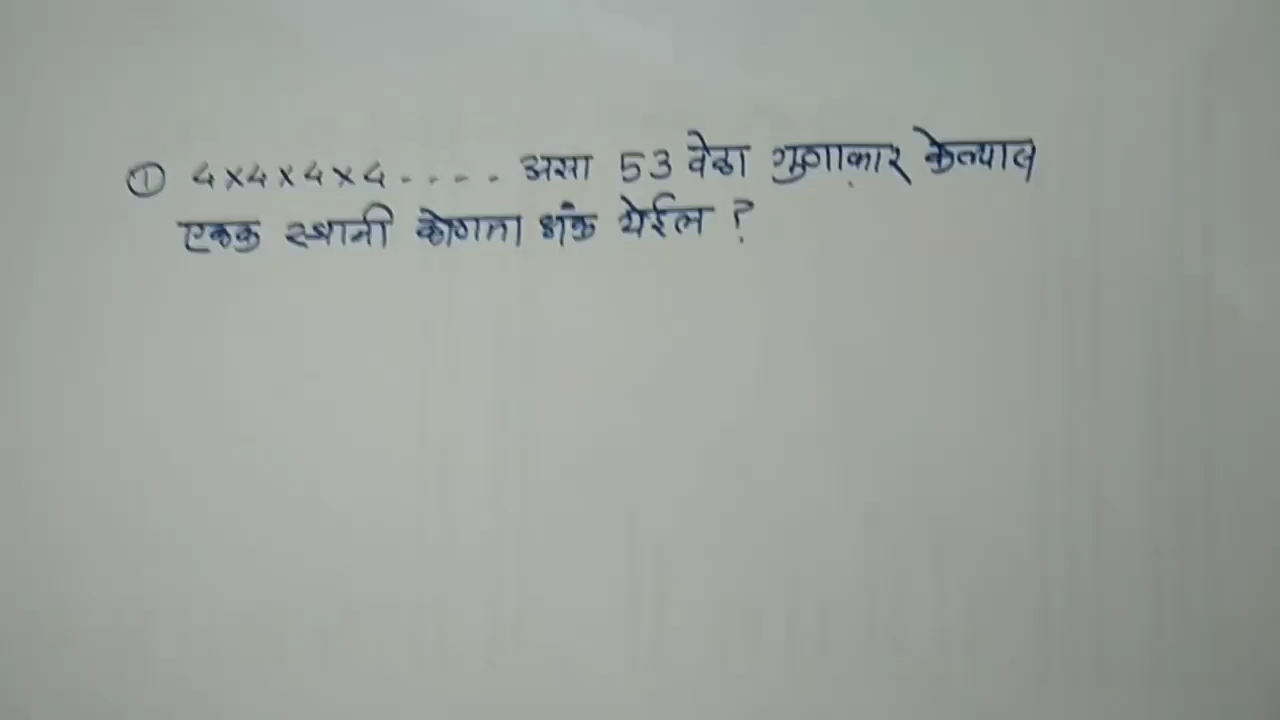 ① 4×4×4×4.... असा 53 वेळा गुणाकार केल्यास
एकक स्थानी कोणता अंक येईल ?